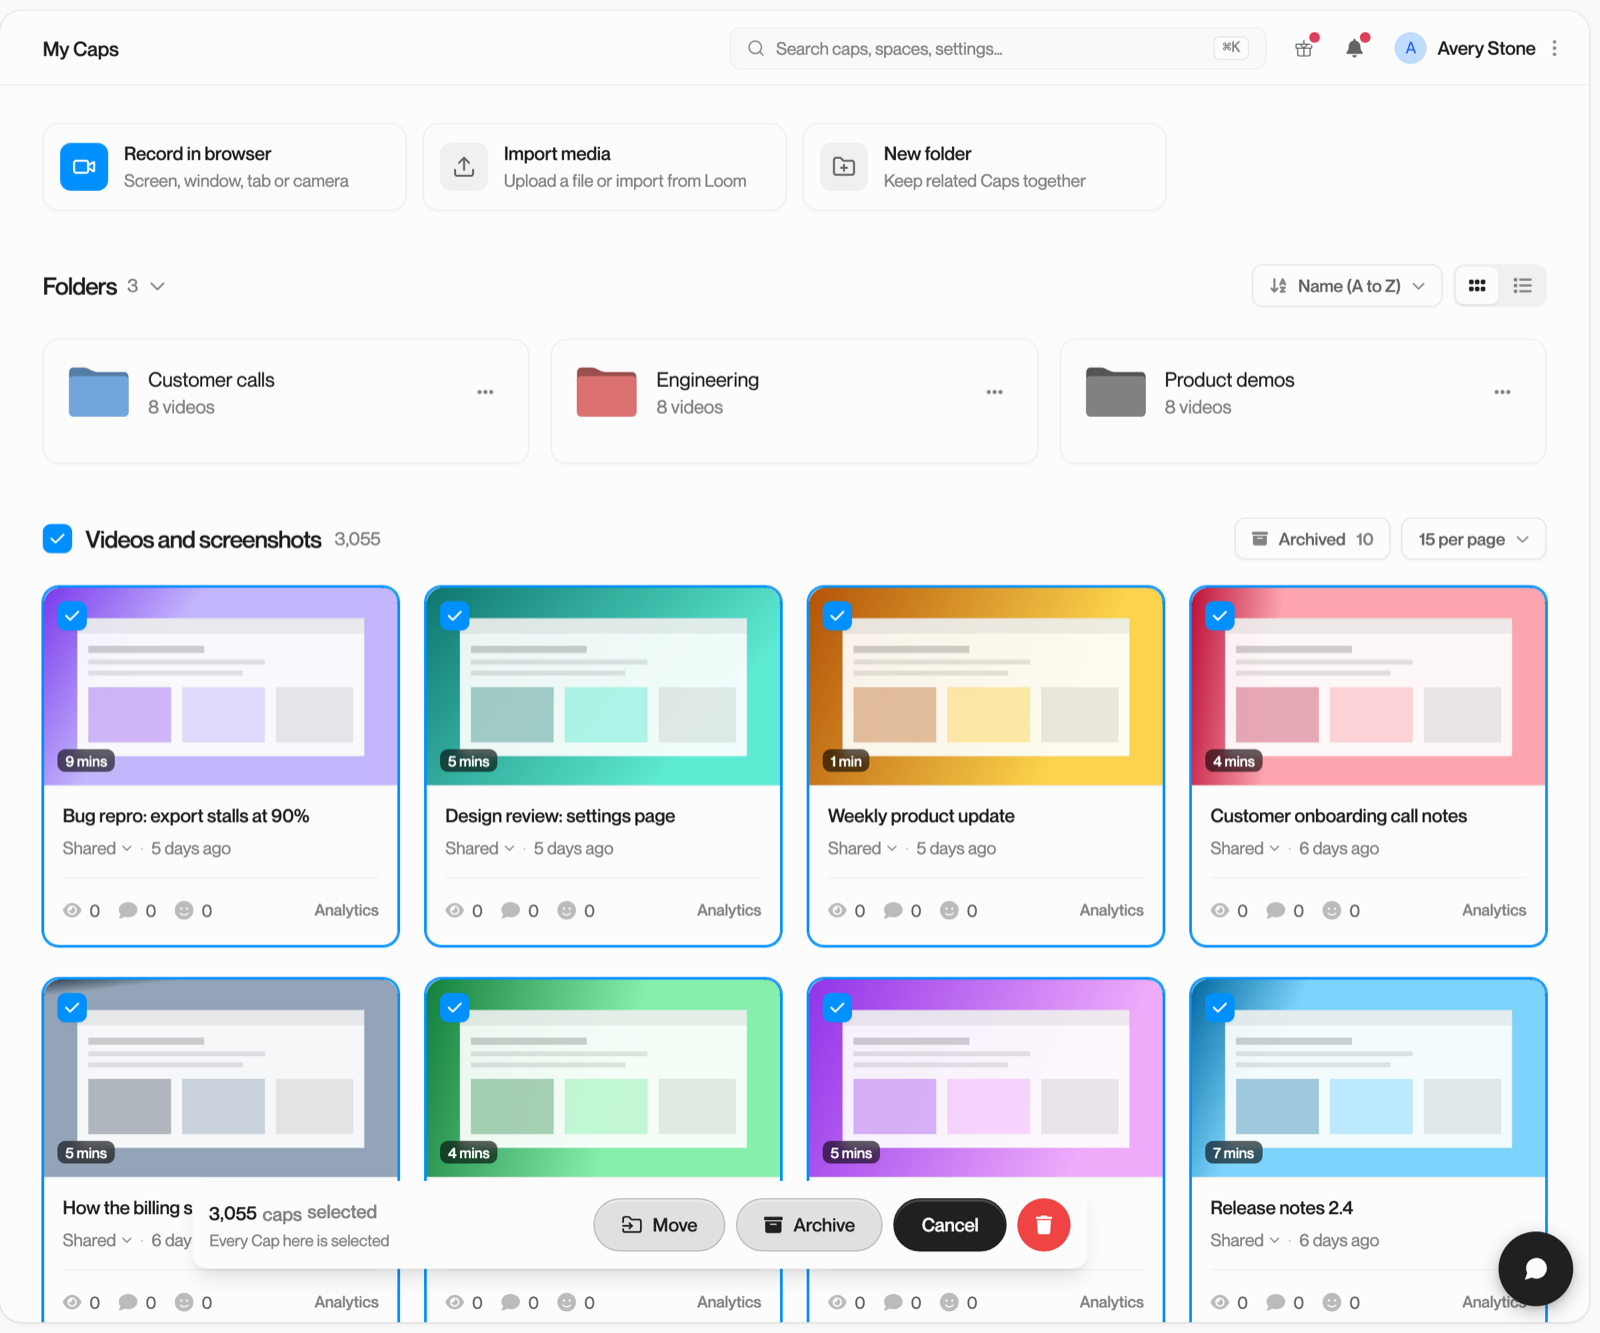 My Caps
Search caps, spaces, settings...
⌘K
A
Avery Stone
Record in browser
Screen, window, tab or camera
Import media
Upload a file or import from Loom
New folder
Keep related Caps together
Folders 3
Name (A to Z)
Customer calls
8 videos
Engineering
8 videos
Product demos
8 videos
Videos and screenshots 3,055
Archived 10
15 per page
9 mins
Bug repro: export stalls at 90%
Shared · 5 days ago
0 0 0 Analytics
5 mins
Design review: settings page
Shared · 5 days ago
0 0 0 Analytics
1 min
Weekly product update
Shared · 5 days ago
0 0 0 Analytics
4 mins
Customer onboarding call notes
Shared · 6 days ago
0 0 0 Analytics
5 mins
How the billing s
Shared · 6 day
0 0 0 Analytics
4 mins
0 0 0 Analytics
5 mins
0 0 0 Analytics
7 mins
Release notes 2.4
Shared · 6 days ago
0 0 0 Analytics
3,055 caps selected
Every Cap here is selected
Move
Archive
Cancel